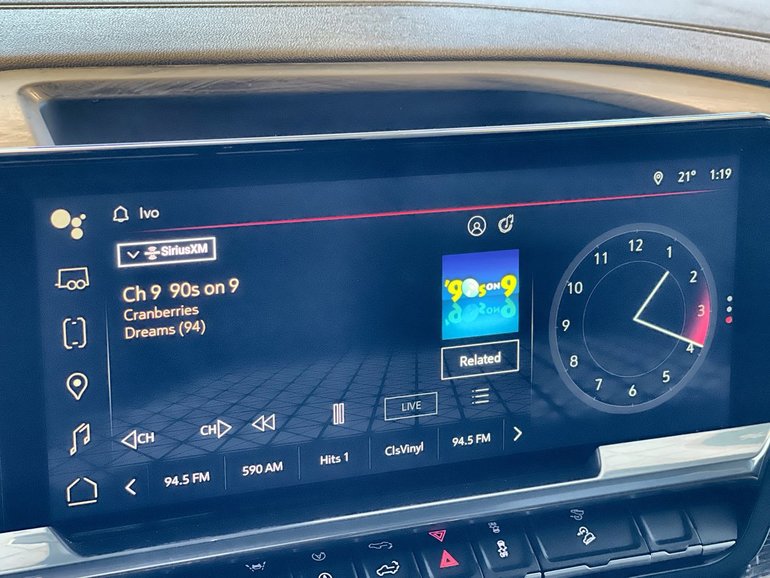 Ivo
21° 1:19
SiriusXM
Ch 9 90s on 9
Cranberries
Dreams (94)
'90s ON 9
Related
CH
CH
LIVE
94.5 FM
590 AM
Hits 1
ClsVinyl
94.5 FM
12
1
2
3
4
5
6
7
8
9
10
11